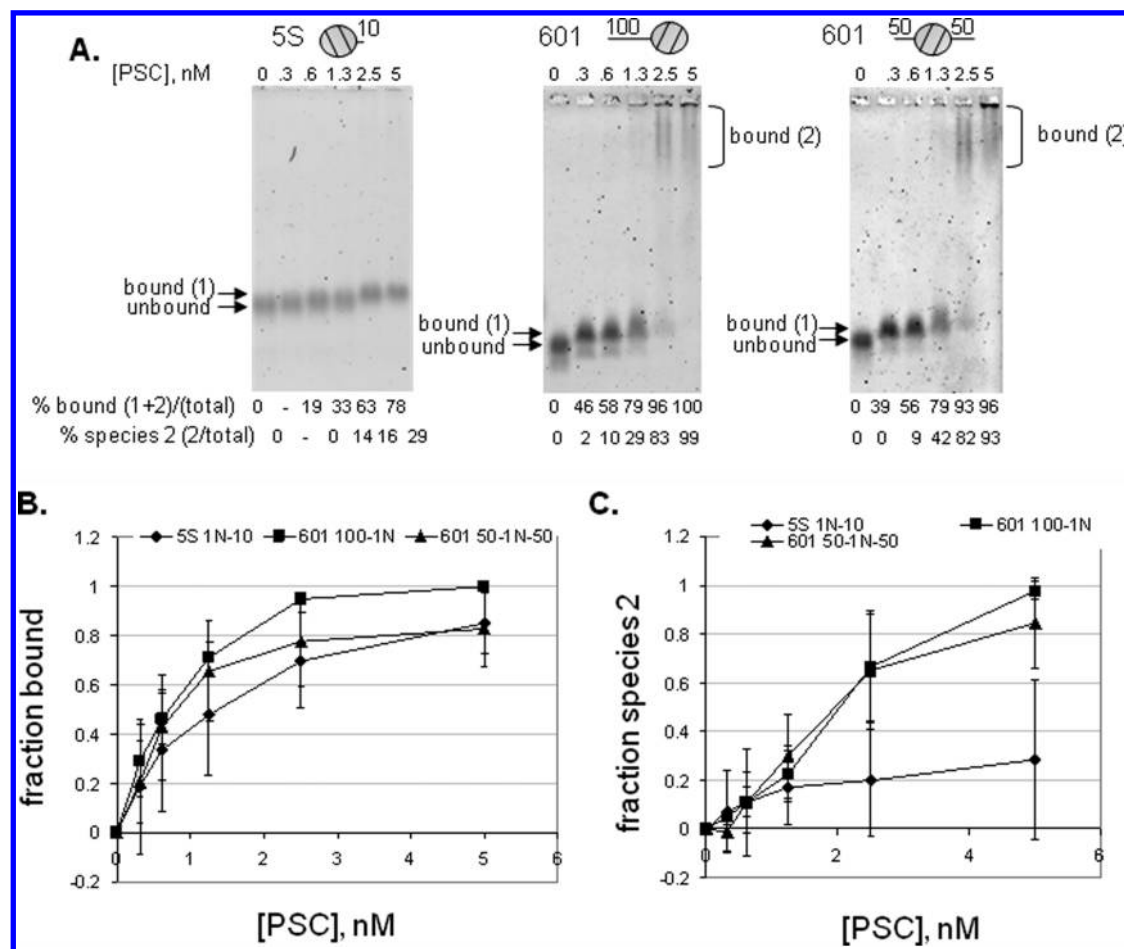 A.
5S 10
601 100
601 50 50
[PSC], nM 0 .3 .6 1.3 2.5 5
0 .3 .6 1.3 2.5 5
0 .3 .6 1.3 2.5 5
bound (2)
bound (2)
bound (1)
unbound
bound (1)
unbound
bound (1)
unbound
% bound (1+2)/(total) 0 - 19 33 63 78
0 46 58 79 96 100
0 39 56 79 93 96
% species 2 (2/total) 0 - 0 14 16 29
0 2 10 29 83 99
0 0 9 42 82 93
B.
5S 1N-10 601 100-1N 601 50-1N-50
fraction bound
1.2
1
0.8
0.6
0.4
0.2
0
-0.2
0 1 2 3 4 5 6
[PSC], nM
C.
5S 1N-10 601 100-1N
601 50-1N-50
fraction species 2
1.2
1
0.8
0.6
0.4
0.2
0
-0.2
0 2 4 6
[PSC], nM